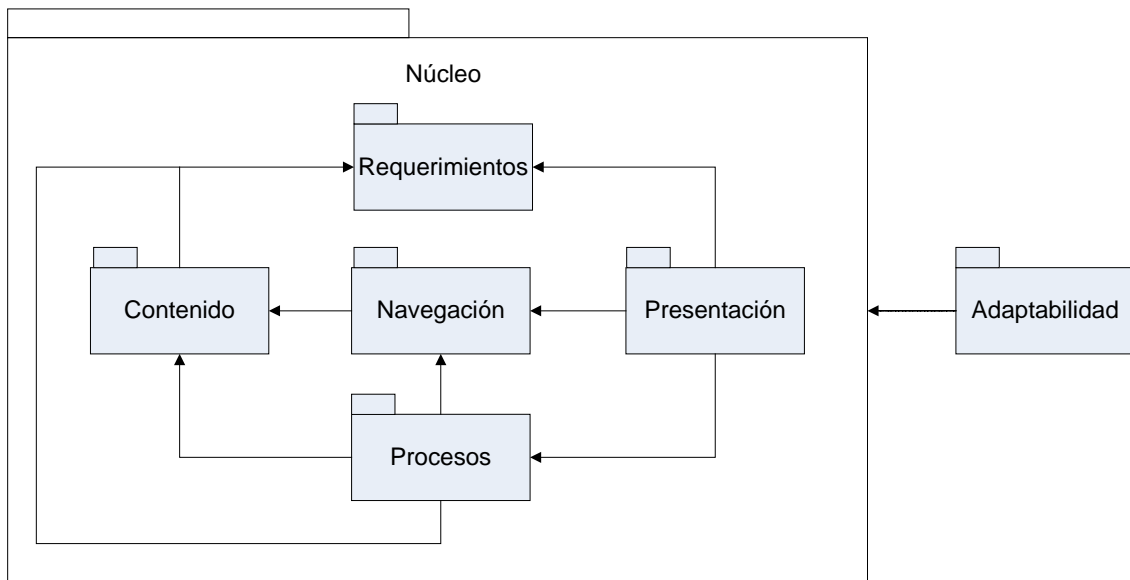 Núcleo
Requerimientos
Contenido
Navegación
Presentación
Adaptabilidad
Procesos